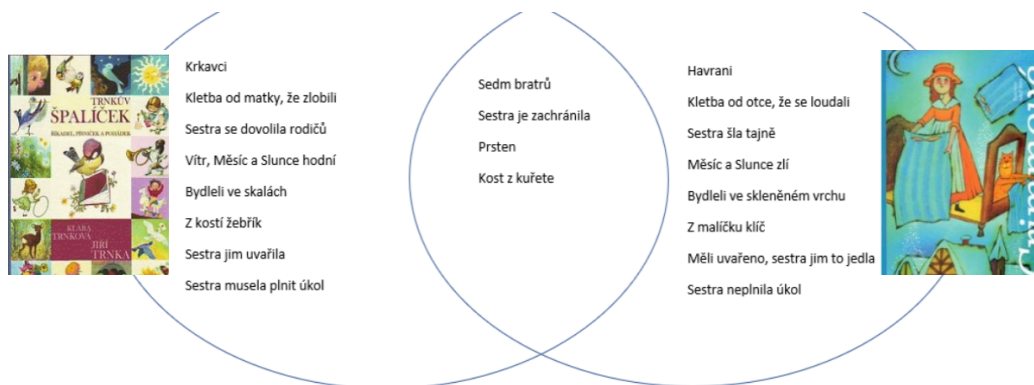 TRNKŮV
ŠPALÍČEK
ŘÍKADEL, PÍSNIČEK A POHÁDEK
KLÁRA
TRNKOVÁ
JIŘÍ
TRNKA
Krkavci
Kletba od matky, že zlobili
Sestra se dovolila rodičů
Vítr, Měsíc a Slunce hodní
Bydleli ve skalách
Z kostí žebřík
Sestra jim uvařila
Sestra musela plnit úkol
Sedm bratrů
Sestra je zachránila
Prsten
Kost z kuřete
Havrani
Kletba od otce, že se loudali
Sestra šla tajně
Měsíc a Slunce zlí
Bydleli ve skleněném vrchu
Z malíčku klíč
Měli uvařeno, sestra jim to jedla
Sestra neplnila úkol